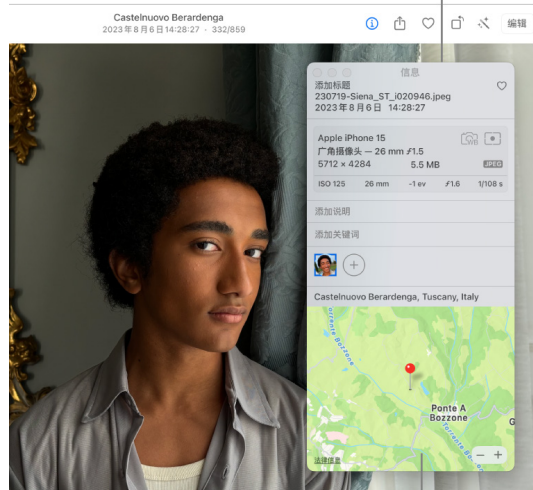 Castelnuovo Berardenga
2023年8月6日14:28:27 · 332/859
编辑
信息
添加标题
230719-Siena_ST_i020946.jpeg
2023年8月6日 14:28:27
Apple iPhone 15
广角摄像头 — 26 mm ƒ1.5
5712 × 4284 5.5 MB JPEG
ISO 125 26 mm -1 ev ƒ1.6 1/108 s
添加说明
添加关键词
Castelnuovo Berardenga, Tuscany, Italy
Torrente Bozzone
Ponte A
Bozzone
G
法律信息